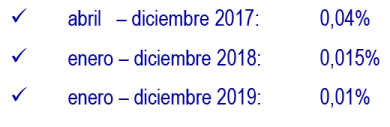 ✓ abril – diciembre 2017: 0,04%
✓ enero – diciembre 2018: 0,015%
✓ enero – diciembre 2019: 0,01%